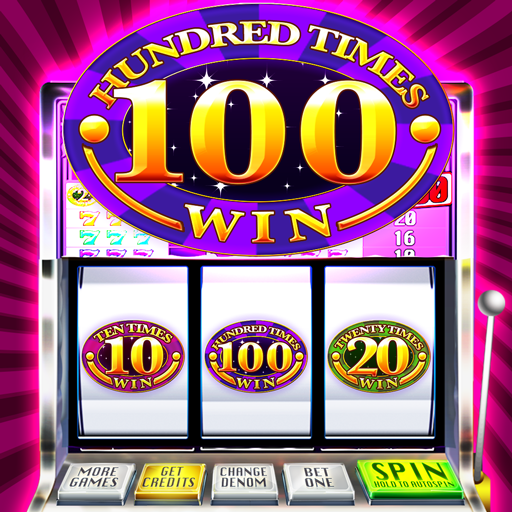 HUNDRED TIMES
100
WIN
20
16
TEN TIMES
10
WIN
HUNDRED TIMES
100
WIN
TWENTY TIMES
20
WIN
MORE
GAMES
GET
CREDITS
CHANGE
DENOM
BET
ONE
SPIN
HOLD TO AUTOSPIN